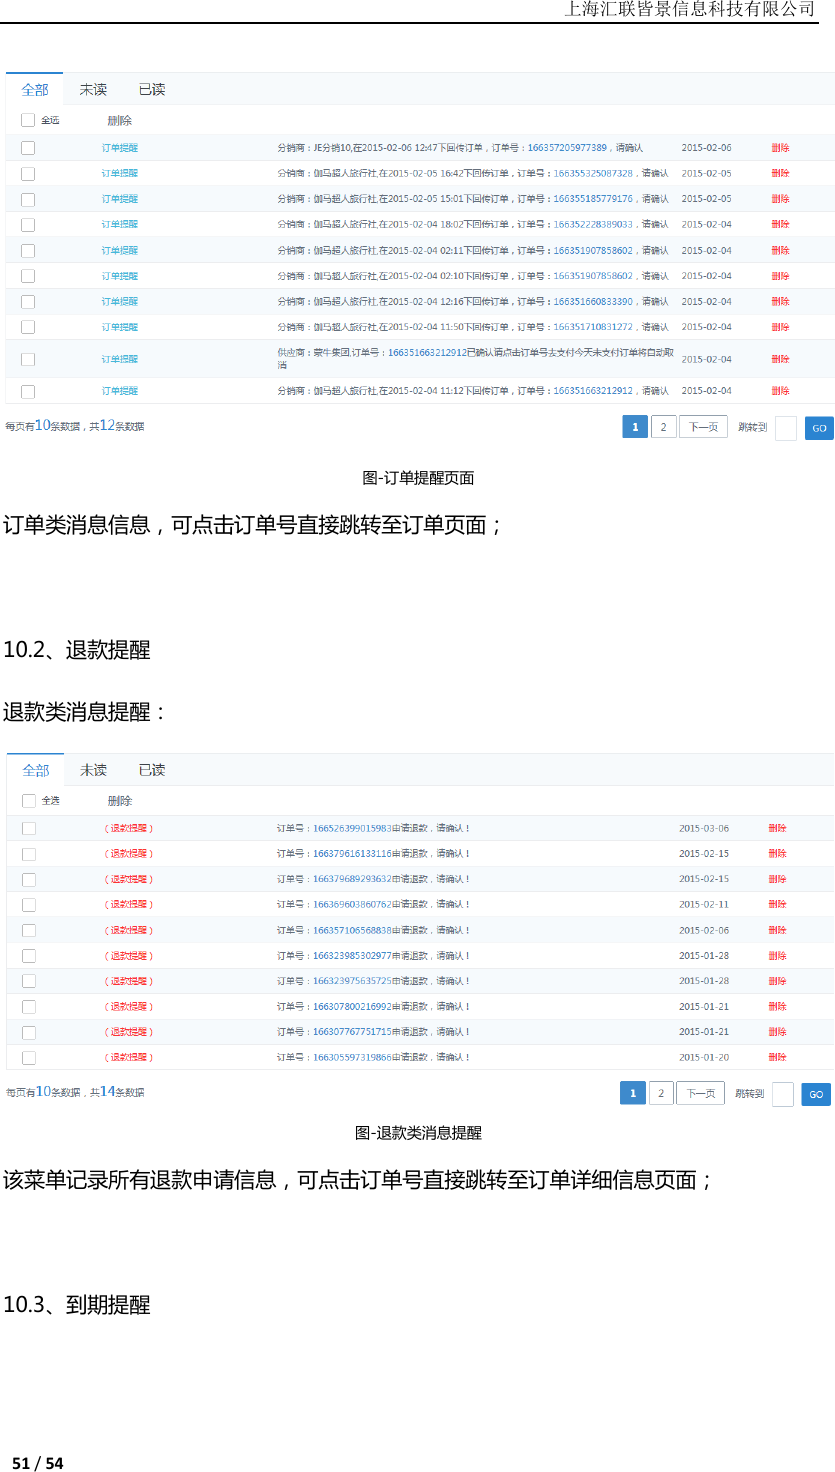 上海汇联皆景信息科技有限公司
全部 未读 已读
全选 删除
订单提醒 分销商：JE分销10,在2015-02-06 12:47下回传订单，订单号：166357205977389，请确认 2015-02-06 删除
订单提醒 分销商：伽马超人旅行社,在2015-02-05 16:42下回传订单，订单号：166355325087328，请确认 2015-02-05 删除
订单提醒 分销商：伽马超人旅行社,在2015-02-05 15:01下回传订单，订单号：166355185779176，请确认 2015-02-05 删除
订单提醒 分销商：伽马超人旅行社,在2015-02-04 18:02下回传订单，订单号：166352228389033，请确认 2015-02-04 删除
订单提醒 分销商：伽马超人旅行社,在2015-02-04 02:11下回传订单，订单号：166351907858602，请确认 2015-02-04 删除
订单提醒 分销商：伽马超人旅行社,在2015-02-04 02:10下回传订单，订单号：166351907858602，请确认 2015-02-04 删除
订单提醒 分销商：伽马超人旅行社,在2015-02-04 12:16下回传订单，订单号：166351660833390，请确认 2015-02-04 删除
订单提醒 分销商：伽马超人旅行社,在2015-02-04 11:50下回传订单，订单号：166351710831272，请确认 2015-02-04 删除
订单提醒 供应商：蒙牛集团,订单号：166351663212912已确认请点击订单号去支付今天未支付订单将自动取 2015-02-04 删除
消
订单提醒 分销商：伽马超人旅行社,在2015-02-04 11:12下回传订单，订单号：166351663212912，请确认 2015-02-04 删除
每页有10条数据，共12条数据 1 2 下一页 跳转到 GO
图-订单提醒页面
订单类消息信息，可点击订单号直接跳转至订单页面；
10.2、退款提醒
退款类消息提醒：
全部 未读 已读
全选 删除
（退款提醒） 订单号：166526399015983申请退款，请确认！ 2015-03-06 删除
（退款提醒） 订单号：166379616133116申请退款，请确认！ 2015-02-15 删除
（退款提醒） 订单号：166379689293632申请退款，请确认！ 2015-02-15 删除
（退款提醒） 订单号：166369603860762申请退款，请确认！ 2015-02-11 删除
（退款提醒） 订单号：166357106568838申请退款，请确认！ 2015-02-06 删除
（退款提醒） 订单号：166323985302977申请退款，请确认！ 2015-01-28 删除
（退款提醒） 订单号：166323975635725申请退款，请确认！ 2015-01-28 删除
（退款提醒） 订单号：166307800216992申请退款，请确认！ 2015-01-21 删除
（退款提醒） 订单号：166307767751715申请退款，请确认！ 2015-01-21 删除
（退款提醒） 订单号：166305597319866申请退款，请确认！ 2015-01-20 删除
每页有10条数据，共14条数据 1 2 下一页 跳转到 GO
图-退款类消息提醒
该菜单记录所有退款申请信息，可点击订单号直接跳转至订单详细信息页面；
10.3、到期提醒
51 / 54